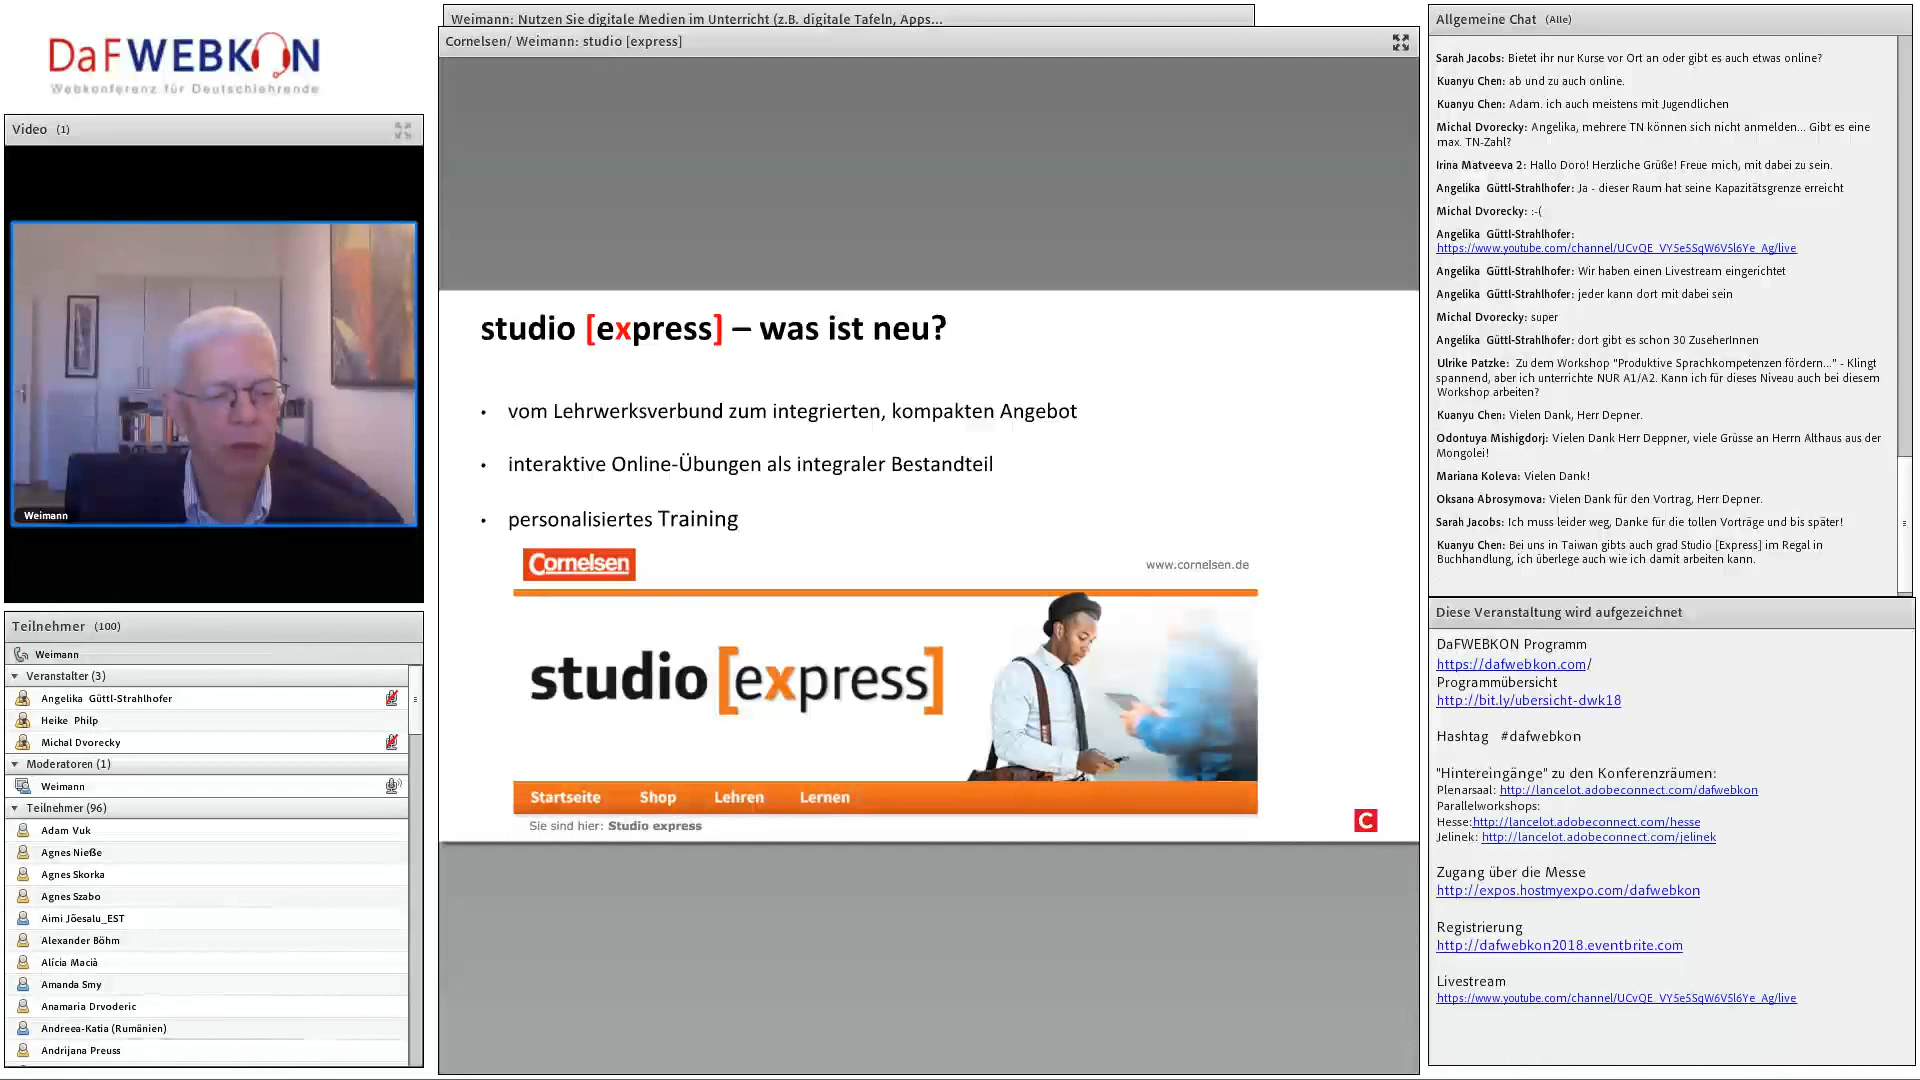 DaFWEBKON
Webkonferenz für Deutschlehrende
Video (1)
Weimann
Teilnehmer (100)
Weimann
Veranstalter (3)
Angelika Güttl-Strahlhofer
Heike Philp
Michal Dvorecky
Moderatoren (1)
Weimann
Teilnehmer (96)
Adam Vuk
Agnes Nieße
Agnes Skorka
Agnes Szabo
Aimi Jõesalu_EST
Alexander Böhm
Alícia Macià
Amanda Smy
Anamaria Drvoderic
Andreea-Katia (Rumänien)
Andrijana Preuss
Weimann: Nutzen Sie digitale Medien im Unterricht (z.B. digitale Tafeln, Apps...
Cornelsen/ Weimann: studio [express]
studio [express] – was ist neu?
• vom Lehrwerksverbund zum integrierten, kompakten Angebot
• interaktive Online-Übungen als integraler Bestandteil
• personalisiertes Training
Cornelsen
www.cornelsen.de
studio [express]
Startseite Shop Lehren Lernen
Sie sind hier: Studio express
C
Allgemeine Chat (Alle)
Sarah Jacobs: Bietet ihr nur Kurse vor Ort an oder gibt es auch etwas online?
Kuanyu Chen: ab und zu auch online.
Kuanyu Chen: Adam. ich auch meistens mit Jugendlichen
Michal Dvorecky: Angelika, mehrere TN können sich nicht anmelden... Gibt es eine
max. TN-Zahl?
Irina Matveeva 2: Hallo Doro! Herzliche Grüße! Freue mich, mit dabei zu sein.
Angelika Güttl-Strahlhofer: Ja - dieser Raum hat seine Kapazitätsgrenze erreicht
Michal Dvorecky: :-(
Angelika Güttl-Strahlhofer:
https://www.youtube.com/channel/UCvQE_VY5e5SqW6V5l6Ye_Ag/live
Angelika Güttl-Strahlhofer: Wir haben einen Livestream eingerichtet
Angelika Güttl-Strahlhofer: jeder kann dort mit dabei sein
Michal Dvorecky: super
Angelika Güttl-Strahlhofer: dort gibt es schon 30 ZuseherInnen
Ulrike Patzke: Zu dem Workshop "Produktive Sprachkompetenzen fördern..." - Klingt
spannend, aber ich unterrichte NUR A1/A2. Kann ich für dieses Niveau auch bei diesem
Workshop arbeiten?
Kuanyu Chen: Vielen Dank, Herr Depner.
Odontuya Mishigdorj: Vielen Dank Herr Deppner, viele Grüsse an Herrn Althaus aus der
Mongolei!
Mariana Koleva: Vielen Dank!
Oksana Abrosymova: Vielen Dank für den Vortrag, Herr Depner.
Sarah Jacobs: Ich muss leider weg, Danke für die tollen Vorträge und bis später!
Kuanyu Chen: Bei uns in Taiwan gibts auch grad Studio [Express] im Regal in
Buchhandlung, ich überlege auch wie ich damit arbeiten kann.
Diese Veranstaltung wird aufgezeichnet
DaFWEBKON Programm
https://dafwebkon.com/
Programmübersicht
http://bit.ly/ubersicht-dwk18
Hashtag #dafwebkon
"Hintereingänge" zu den Konferenzräumen:
Plenarsaal: http://lancelot.adobeconnect.com/dafwebkon
Parallelworkshops:
Hesse:http://lancelot.adobeconnect.com/hesse
Jelinek: http://lancelot.adobeconnect.com/jelinek
Zugang über die Messe
http://expos.hostmyexpo.com/dafwebkon
Registrierung
http://dafwebkon2018.eventbrite.com
Livestream
https://www.youtube.com/channel/UCvQE_VY5e5SqW6V5l6Ye_Ag/live